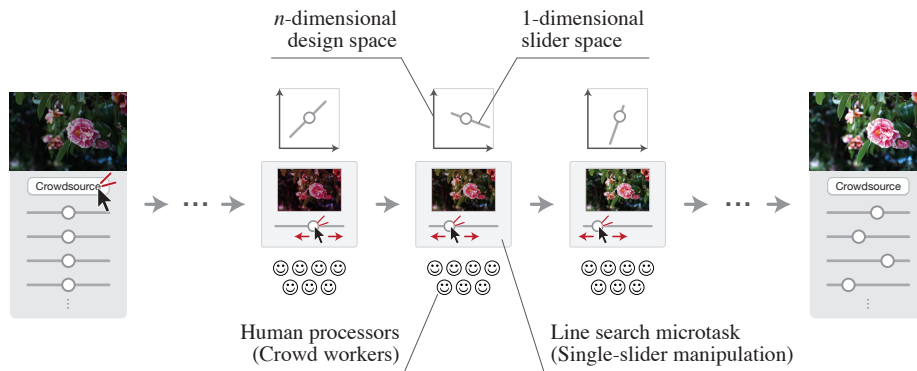 n-dimensional
design space
1-dimensional
slider space
Crowdsource
...
...
Crowdsource
Human processors
(Crowd workers)
Line search microtask
(Single-slider manipulation)